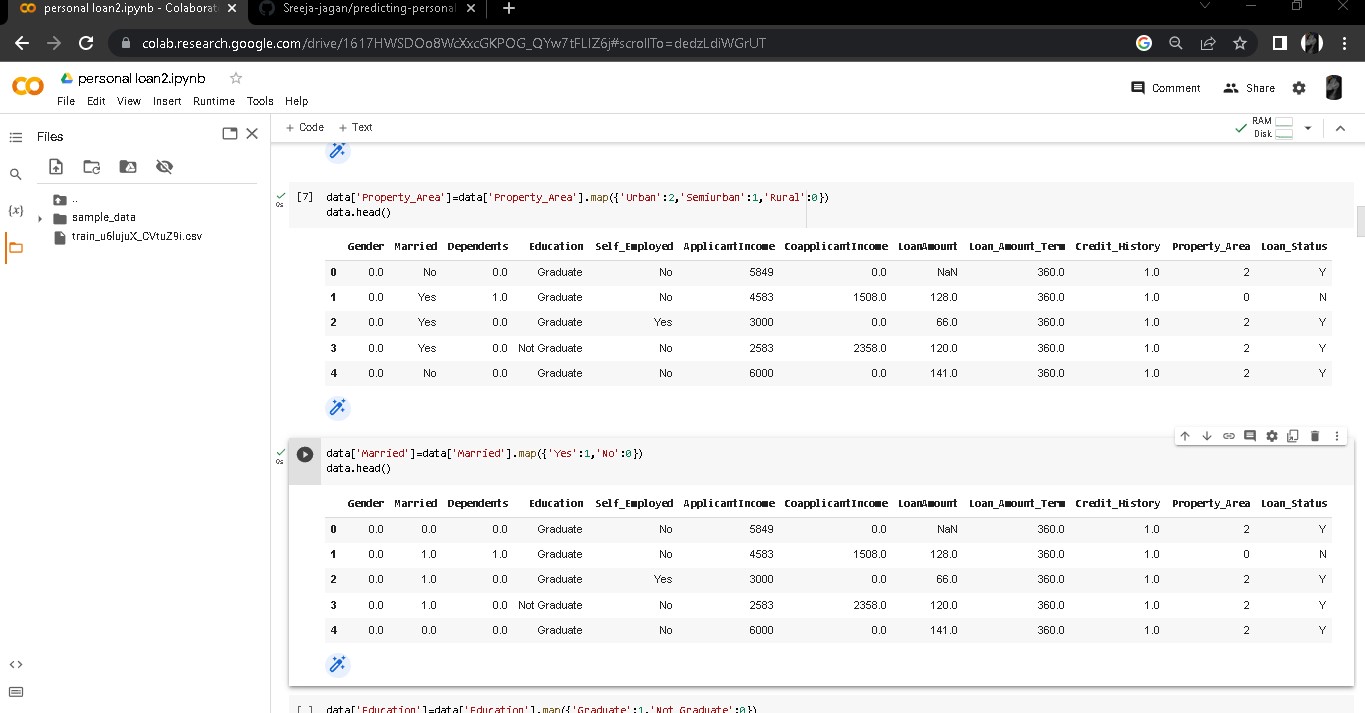 personal loan2.ipynb - Colaborat
Sreeja-jagan/predicting-personal
colab.research.google.com/drive/1617HWSDOo8WcXxcGKPOG_QYw7tFLIZ6j#scrollTo=dedzLdiWGrUT
personal loan2.ipynb
File Edit View Insert Runtime Tools Help
Comment Share
Files
+ Code + Text
RAM
Disk
..
sample_data
train_u6lujuX_CVtuZ9i.csv
{x}
0s
[7] data['Property_Area']=data['Property_Area'].map({'Urban':2,'Semiurban':1,'Rural':0})
data.head()
Gender Married Dependents Education Self_Employed ApplicantIncome CoapplicantIncome LoanAmount Loan_Amount_Term Credit_History Property_Area Loan_Status
0 0.0 No 0.0 Graduate No 5849 0.0 NaN 360.0 1.0 2 Y
1 0.0 Yes 1.0 Graduate No 4583 1508.0 128.0 360.0 1.0 0 N
2 0.0 Yes 0.0 Graduate Yes 3000 0.0 66.0 360.0 1.0 2 Y
3 0.0 Yes 0.0 Not Graduate No 2583 2358.0 120.0 360.0 1.0 2 Y
4 0.0 No 0.0 Graduate No 6000 0.0 141.0 360.0 1.0 2 Y
0s
data['Married']=data['Married'].map({'Yes':1,'No':0})
data.head()
Gender Married Dependents Education Self_Employed ApplicantIncome CoapplicantIncome LoanAmount Loan_Amount_Term Credit_History Property_Area Loan_Status
0 0.0 0.0 0.0 Graduate No 5849 0.0 NaN 360.0 1.0 2 Y
1 0.0 1.0 1.0 Graduate No 4583 1508.0 128.0 360.0 1.0 0 N
2 0.0 1.0 0.0 Graduate Yes 3000 0.0 66.0 360.0 1.0 2 Y
3 0.0 1.0 0.0 Not Graduate No 2583 2358.0 120.0 360.0 1.0 2 Y
4 0.0 0.0 0.0 Graduate No 6000 0.0 141.0 360.0 1.0 2 Y
[ ] data['Education']=data['Education'].map({'Graduate':1,'Not Graduate':0})